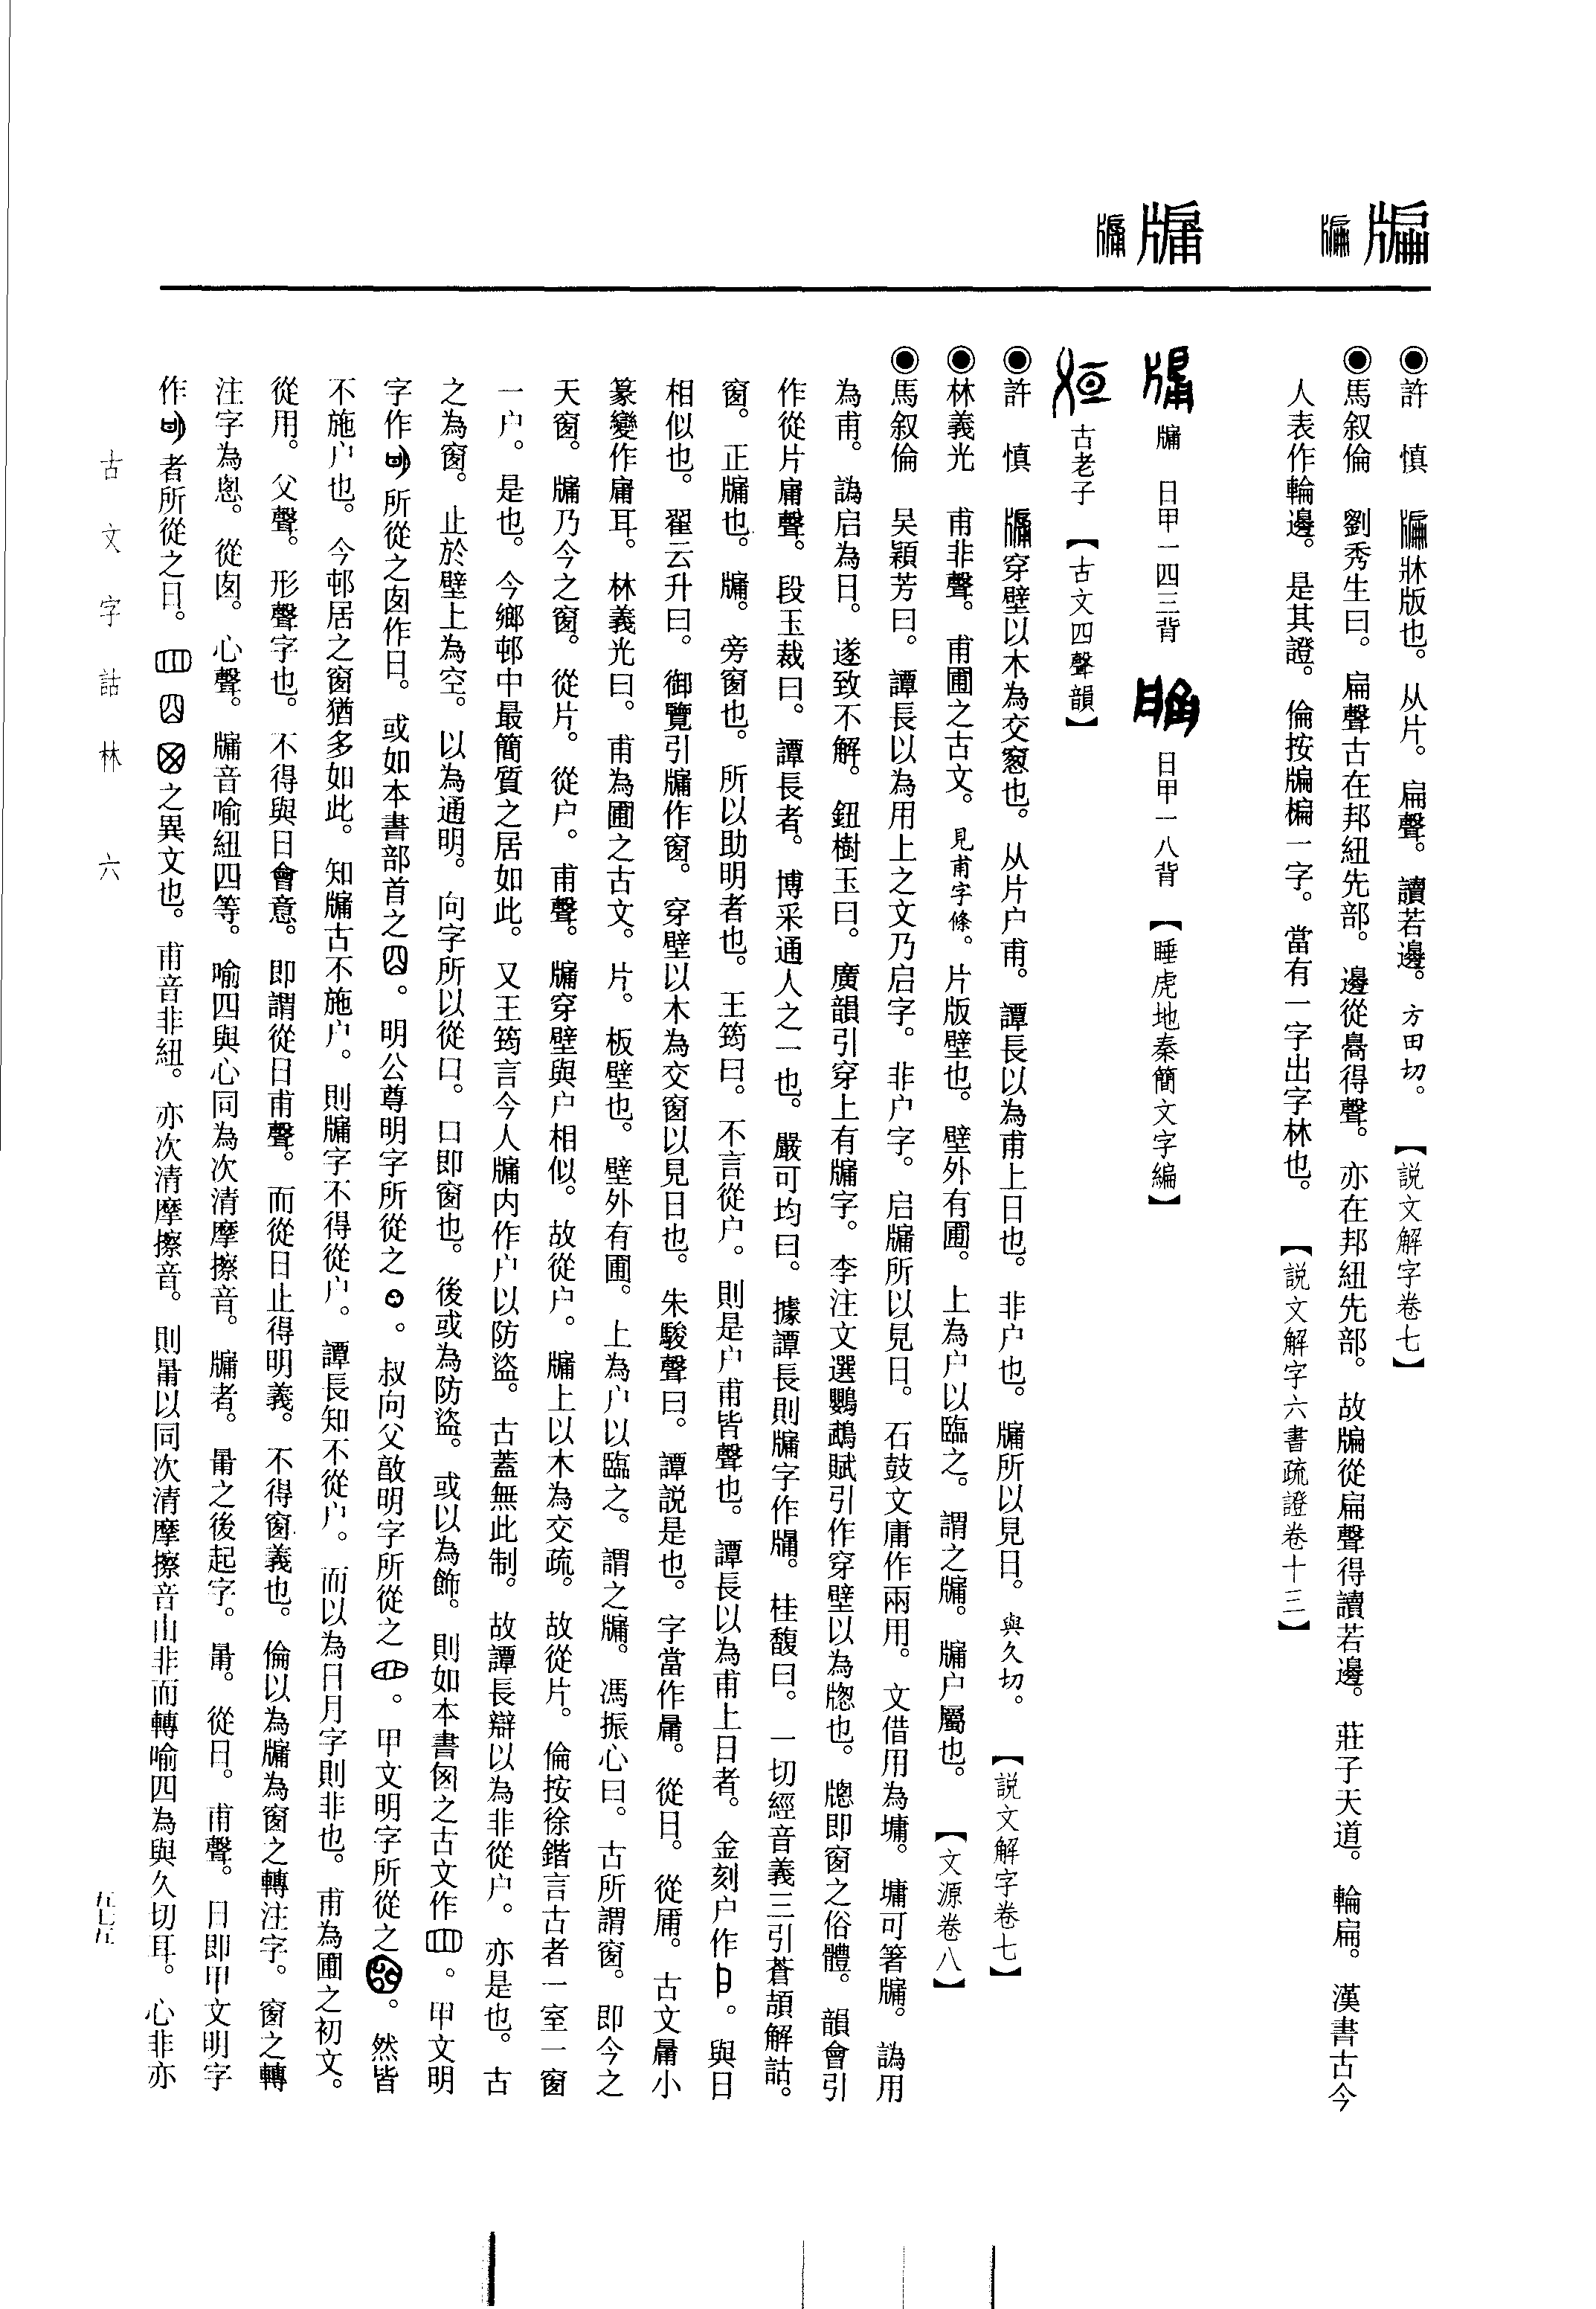 牑
牖
許　慎　牀版也。从片。扁聲。讀若邊。方田切。【説文解字卷七】
馬叙倫　劉秀生曰。扁聲古在邦紐先部。邊從臱得聲。亦在邦紐先部。故牑從扁聲得讀若邊。莊子天道。輪扁。漢書古今
人表作輪邊。是其證。倫按牑楄一字。當有一字出字林也。【説文解字六書疏證卷十三】
牖　日甲一四三背　日甲一八背　【睡虎地秦簡文字編】
古老子【古文四聲韻】
許　慎　穿壁以木為交窻也。从片户甫。譚長以為甫上日也。非户也。牖所以見日。與久切。【説文解字卷七】
林義光　甫非聲。甫圃之古文。見甫字條。片版壁也。壁外有圃。上為户以臨之。謂之牖。牖户屬也。【文源卷八】
馬叙倫　吴穎芳曰。譚長以為用上之文乃启字。非户字。启牖所以見日。石鼓文庸作兩用。文借用為墉。墉可箸牖。譌用
為甫。譌启為日。遂致不解。鈕樹玉曰。廣韻引穿上有牖字。李注文選鸚鵡賦引作穿壁以為牕也。牕即窗之俗體。韻會引
作從片聲。段玉裁曰。譚長者。博采通人之一也。嚴可均曰。據譚長則牖字作。桂馥曰。一切經音義三引蒼頡解詁。
窗。正牖也。牖。旁窗也。所以助明者也。王筠曰。不言從户。則是户甫皆聲也。譚長以為甫上日者。金刻户作。與日
相似也。翟云升曰。御覽引牖作窗。穿壁以木為交窗以見日也。朱駿聲曰。譚説是也。字當作。從日。從。古文小
篆變作耳。林義光曰。甫為圃之古文。片。板壁也。壁外有圃。上為户以臨之。謂之牖。馮振心曰。古所謂窗。即今之
天窗。牖乃今之窗。從片。從户。甫聲。牖穿壁與户相似。故從户。牖上以木為交疏。故從片。倫按徐鍇言古者一室一窗
一户。是也。今鄉邨中最簡質之居如此。又王筠言今人牖内作户以防盜。古蓋無此制。故譚長辯以為非從户。亦是也。古
之為窗。止於壁上為空。以為通明。向字所以從口。口即窗也。後或為防盜。或以為飾。則如本書囪之古文作。甲文明
字作所從之囱作日。或如本書部首之。明公尊明字所從之。叔向父敔明字所從之。甲文明字所從之。然皆
不施户也。今邨居之窗猶多如此。知牖古不施户。則牖字不得從户。譚長知不從户。而以為日月字則非也。甫為圃之初文。
從用。父聲。形聲字也。不得與日會意。即謂從日甫聲。而從日止得明義。不得窗義也。倫以為牖為窗之轉注字。窗之轉
注字為悤。從囱。心聲。牖音喻紐四等。喻四與心同為次清摩擦音。牖者。之後起字。。從日。甫聲。日即甲文明字
作者所從之日。之異文也。甫音非紐。亦次清摩擦音。則以同次清摩擦音由非而轉喻四為與久切耳。心非亦
古文字詁林　六
五七五